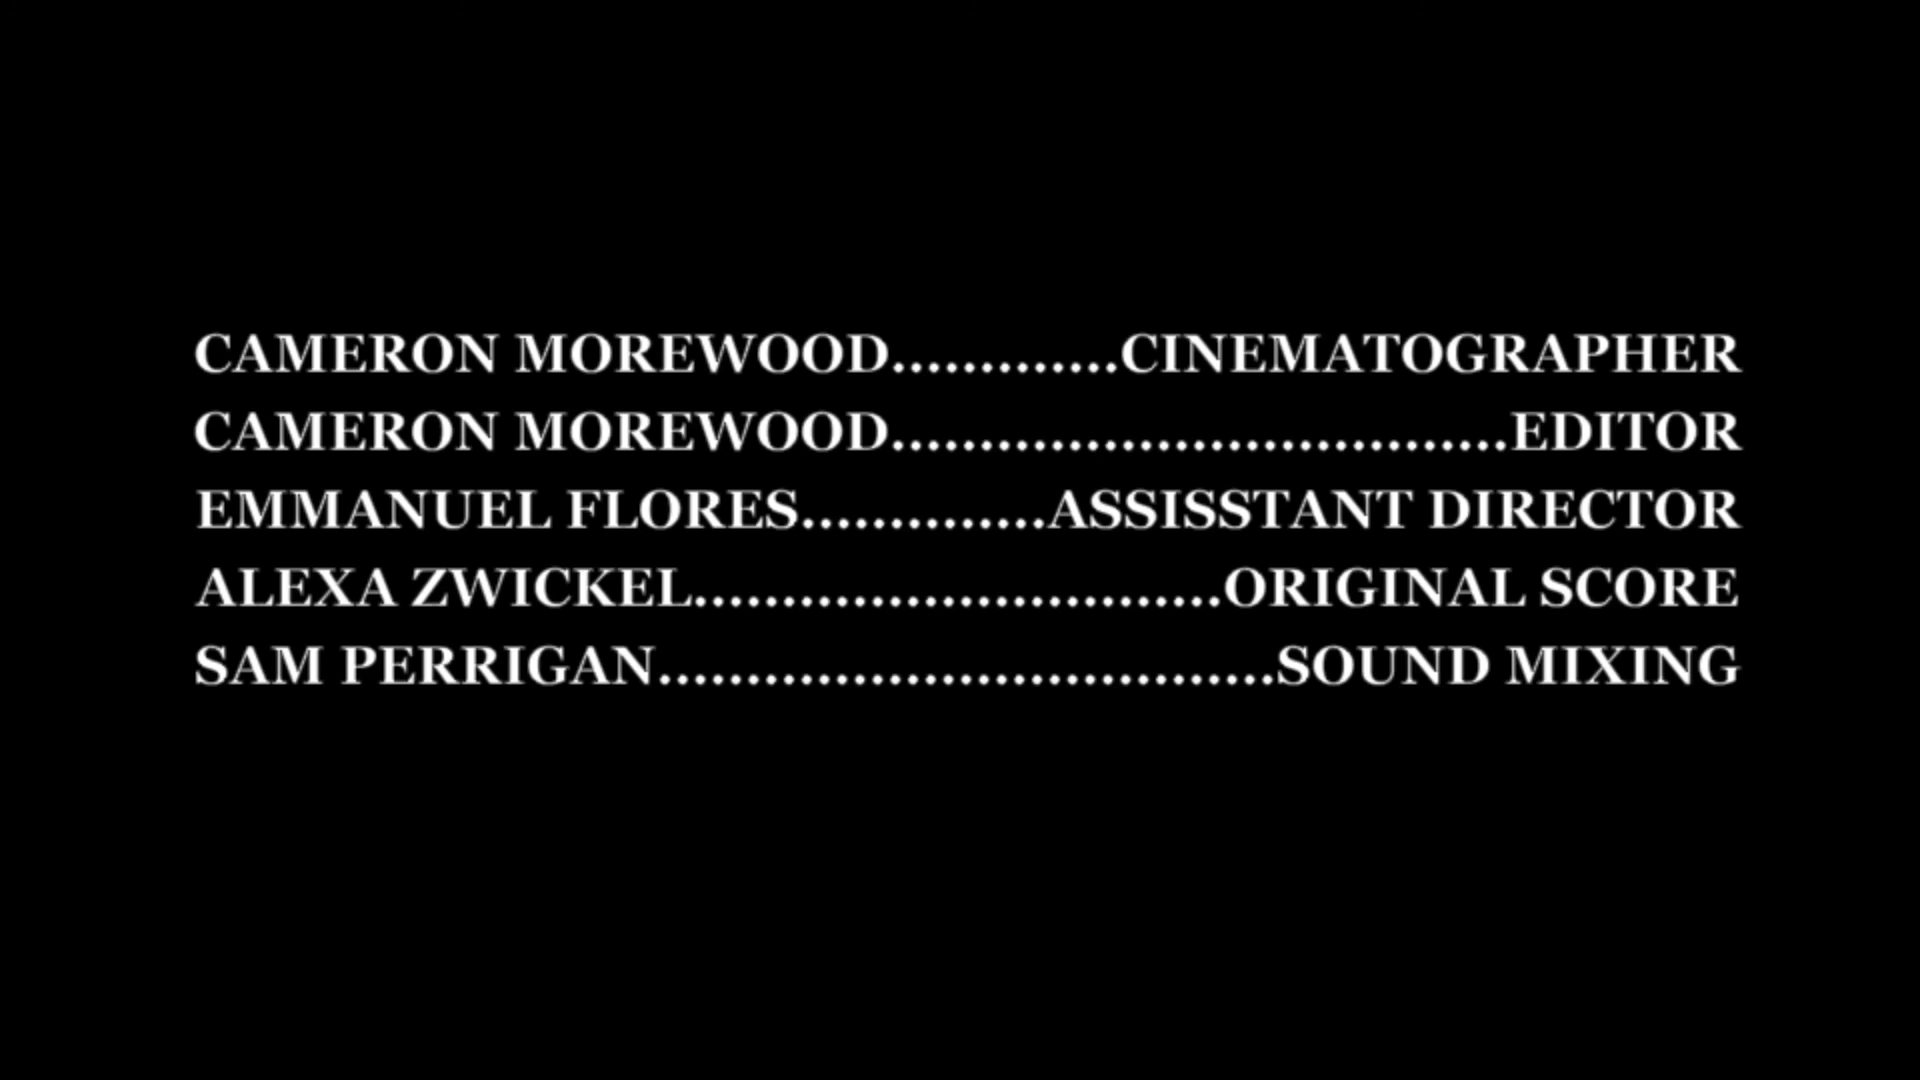 CAMERON MOREWOOD.............CINEMATOGRAPHER
CAMERON MOREWOOD...................................EDITOR
EMMANUEL FLORES..............ASSISSTANT DIRECTOR
ALEXA ZWICKEL..............................ORIGINAL SCORE
SAM PERRIGAN...................................SOUND MIXING